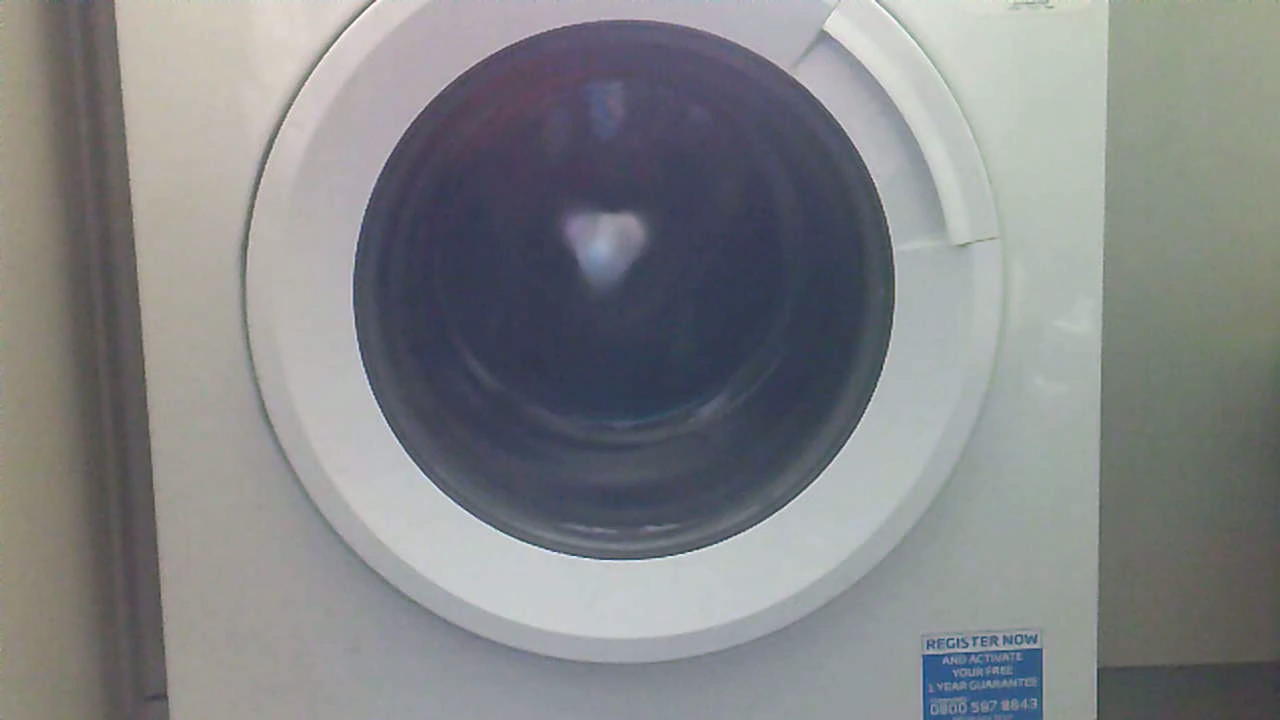 REGISTER NOW
AND ACTIVATE
YOUR FREE
1 YEAR GUARANTEE
0800 597 8843